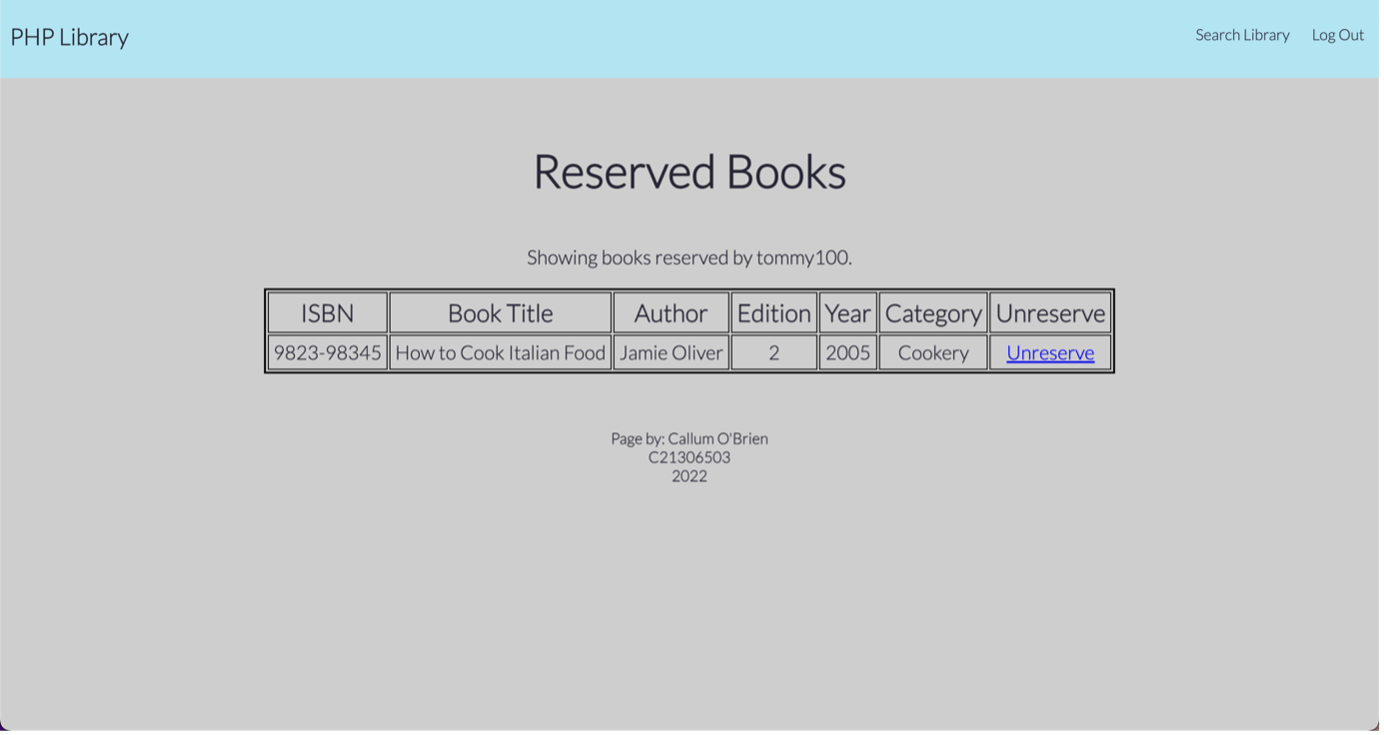 PHP Library
Search Library Log Out
Reserved Books
Showing books reserved by tommy100.
ISBN Book Title Author Edition Year Category Unreserve
9823-98345 How to Cook Italian Food Jamie Oliver 2 2005 Cookery Unreserve
Page by: Callum O'Brien
C21306503
2022